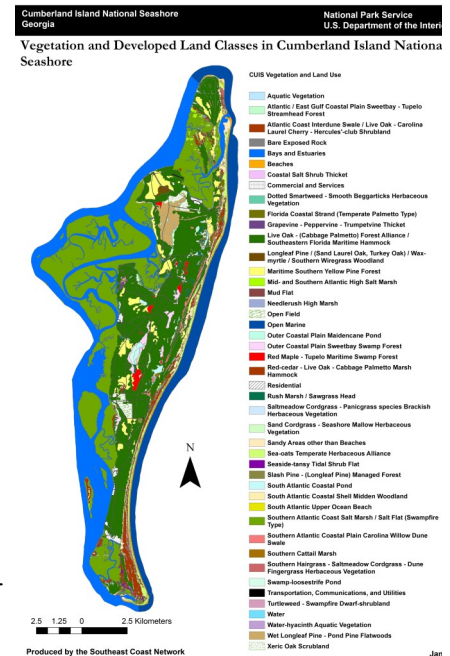 Cumberland Island National Seashore
Georgia
National Park Service
U.S. Department of the Interi
Vegetation and Developed Land Classes in Cumberland Island Nationa
Seashore
CUIS Vegetation and Land Use
Aquatic Vegetation
Atlantic / East Gulf Coastal Plain Sweetbay - Tupelo
Streamhead Forest
Atlantic Coast Interdune Swale / Live Oak - Carolina
Laurel Cherry - Hercules'-club Shrubland
Bare Exposed Rock
Bays and Estuaries
Beaches
Coastal Salt Shrub Thicket
Commercial and Services
Dotted Smartweed - Smooth Beggarticks Herbaceous
Vegetation
Florida Coastal Strand (Temperate Palmetto Type)
Grapevine - Peppervine - Trumpetvine Thicket
Live Oak - (Cabbage Palmetto) Forest Alliance /
Southeastern Florida Maritime Hammock
Longleaf Pine / (Sand Laurel Oak, Turkey Oak) / Wax-
myrtle / Southern Wiregrass Woodland
Maritime Southern Yellow Pine Forest
Mid- and Southern Atlantic High Salt Marsh
Mud Flat
Needlerush High Marsh
Open Field
Open Marine
Outer Coastal Plain Maidencane Pond
Outer Coastal Plain Sweetbay Swamp Forest
Red Maple - Tupelo Maritime Swamp Forest
Red-cedar - Live Oak - Cabbage Palmetto Marsh
Hammock
Residential
Rush Marsh / Sawgrass Head
Saltmeadow Cordgrass - Panicgrass species Brackish
Herbaceous Vegetation
Sand Cordgrass - Seashore Mallow Herbaceous
Vegetation
Sandy Areas other than Beaches
Sea-oats Temperate Herbaceous Alliance
Seaside-tansy Tidal Shrub Flat
Slash Pine - (Longleaf Pine) Managed Forest
South Atlantic Coastal Pond
South Atlantic Coastal Shell Midden Woodland
South Atlantic Upper Ocean Beach
Southern Atlantic Coast Salt Marsh / Salt Flat (Swampfire
Type)
Southern Atlantic Coastal Plain Carolina Willow Dune
Swale
Southern Cattail Marsh
Southern Hairgrass - Saltmeadow Cordgrass - Dune
Fingergrass Herbaceous Vegetation
Swamp-loosestrife Pond
Transportation, Communications, and Utilities
Turtleweed - Swampfire Dwarf-shrubland
Water
Water-hyacinth Aquatic Vegetation
Wet Longleaf Pine - Pond Pine Flatwoods
Xeric Oak Scrubland
N
2.5 1.25 0 2.5 Kilometers
Produced by the Southeast Coast Network
Jan